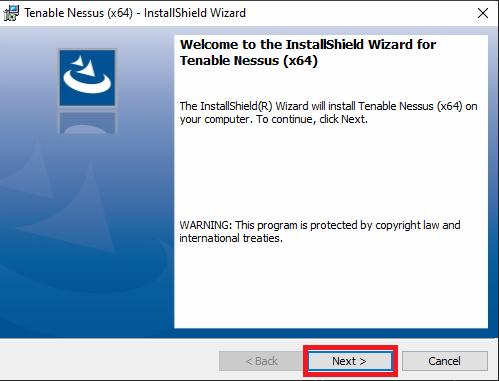 Tenable Nessus (x64) - InstallShield Wizard
Welcome to the InstallShield Wizard for
Tenable Nessus (x64)
The InstallShield(R) Wizard will install Tenable Nessus (x64) on
your computer. To continue, click Next.
WARNING: This program is protected by copyright law and
international treaties.
< Back
Next >
Cancel